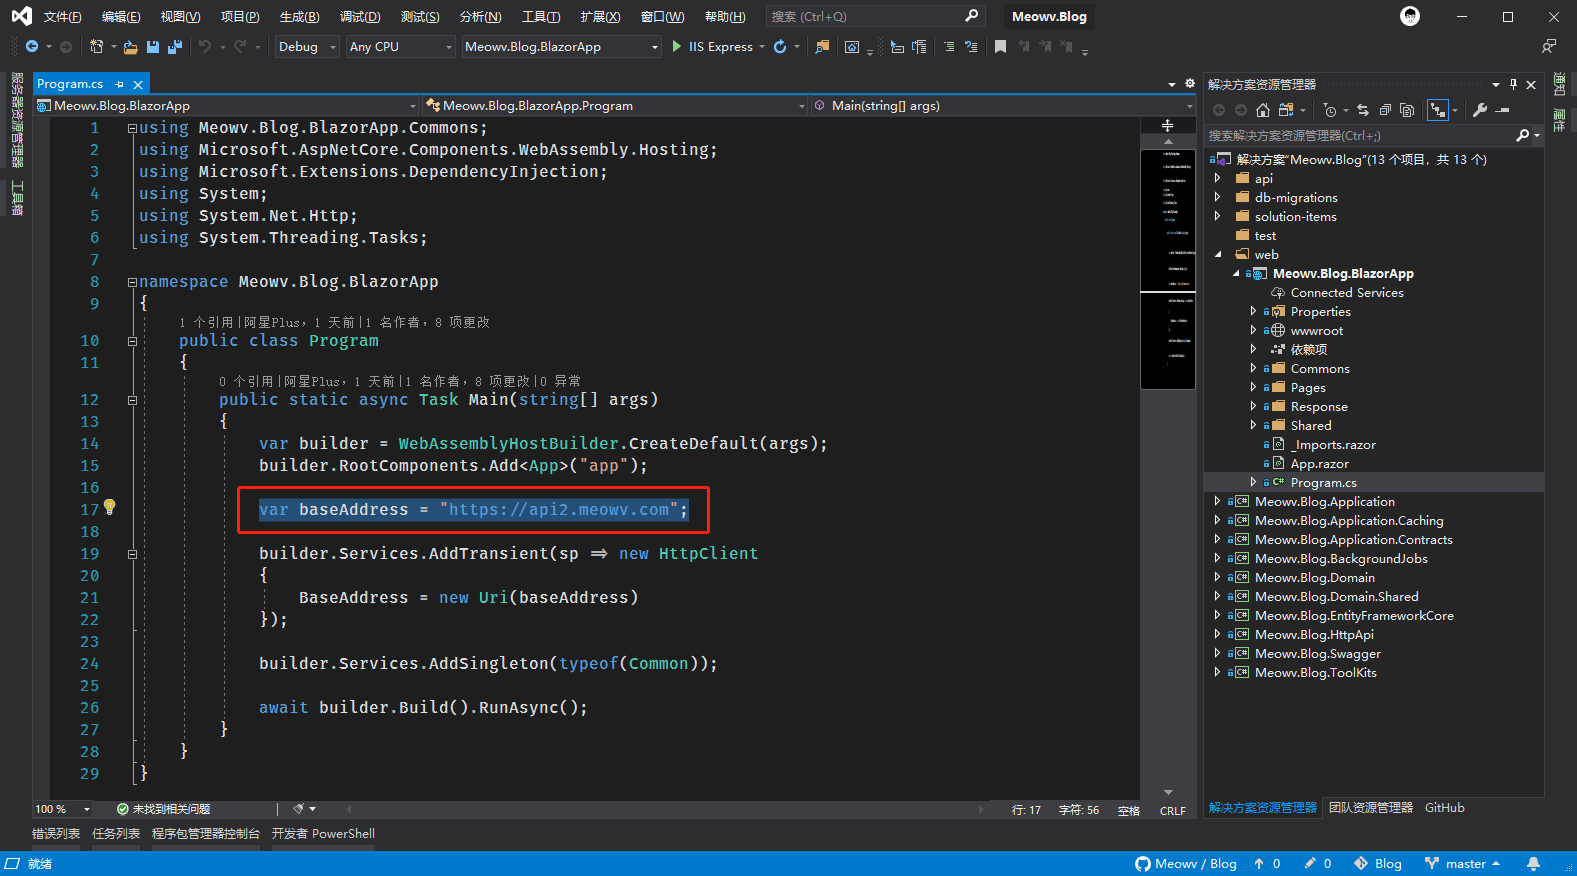 文件(F) 编辑(E) 视图(V) 项目(P) 生成(B) 调试(D) 测试(S) 分析(N) 工具(T) 扩展(X) 窗口(W) 帮助(H) 搜索 (Ctrl+Q) Meowv.Blog
Debug Any CPU Meowv.Blog.BlazorApp IIS Express
服务器资源管理器
工具箱
Program.cs
Meowv.Blog.BlazorApp Meowv.Blog.BlazorApp.Program Main(string[] args)
1 using Meowv.Blog.BlazorApp.Commons;
2 using Microsoft.AspNetCore.Components.WebAssembly.Hosting;
3 using Microsoft.Extensions.DependencyInjection;
4 using System;
5 using System.Net.Http;
6 using System.Threading.Tasks;
7
8 namespace Meowv.Blog.BlazorApp
9 {
1 个引用|阿星Plus, 1 天前|1 名作者, 8 项更改
10 public class Program
11 {
0 个引用|阿星Plus, 1 天前|1 名作者, 8 项更改|0 异常
12 public static async Task Main(string[] args)
13 {
14 var builder = WebAssemblyHostBuilder.CreateDefault(args);
15 builder.RootComponents.Add<App>("app");
16
17 var baseAddress = "https://api2.meowv.com";
18
19 builder.Services.AddTransient(sp => new HttpClient
20 {
21 BaseAddress = new Uri(baseAddress)
22 });
23
24 builder.Services.AddSingleton(typeof(Common));
25
26 await builder.Build().RunAsync();
27 }
28 }
29 }
100 % 未找到相关问题 行: 17 字符: 56 空格 CRLF
错误列表 任务列表 程序包管理器控制台 开发者 PowerShell
解决方案资源管理器
搜索解决方案资源管理器(Ctrl+;)
解决方案"Meowv.Blog"(13 个项目, 共 13 个)
api
db-migrations
solution-items
test
web
Meowv.Blog.BlazorApp
Connected Services
Properties
wwwroot
依赖项
Commons
Pages
Response
Shared
_Imports.razor
App.razor
Program.cs
Meowv.Blog.Application
Meowv.Blog.Application.Caching
Meowv.Blog.Application.Contracts
Meowv.Blog.BackgroundJobs
Meowv.Blog.Domain
Meowv.Blog.Domain.Shared
Meowv.Blog.EntityFrameworkCore
Meowv.Blog.HttpApi
Meowv.Blog.Swagger
Meowv.Blog.ToolKits
解决方案资源管理器 团队资源管理器 GitHub
通知
属性
就绪 Meowv / Blog 0 0 Blog master